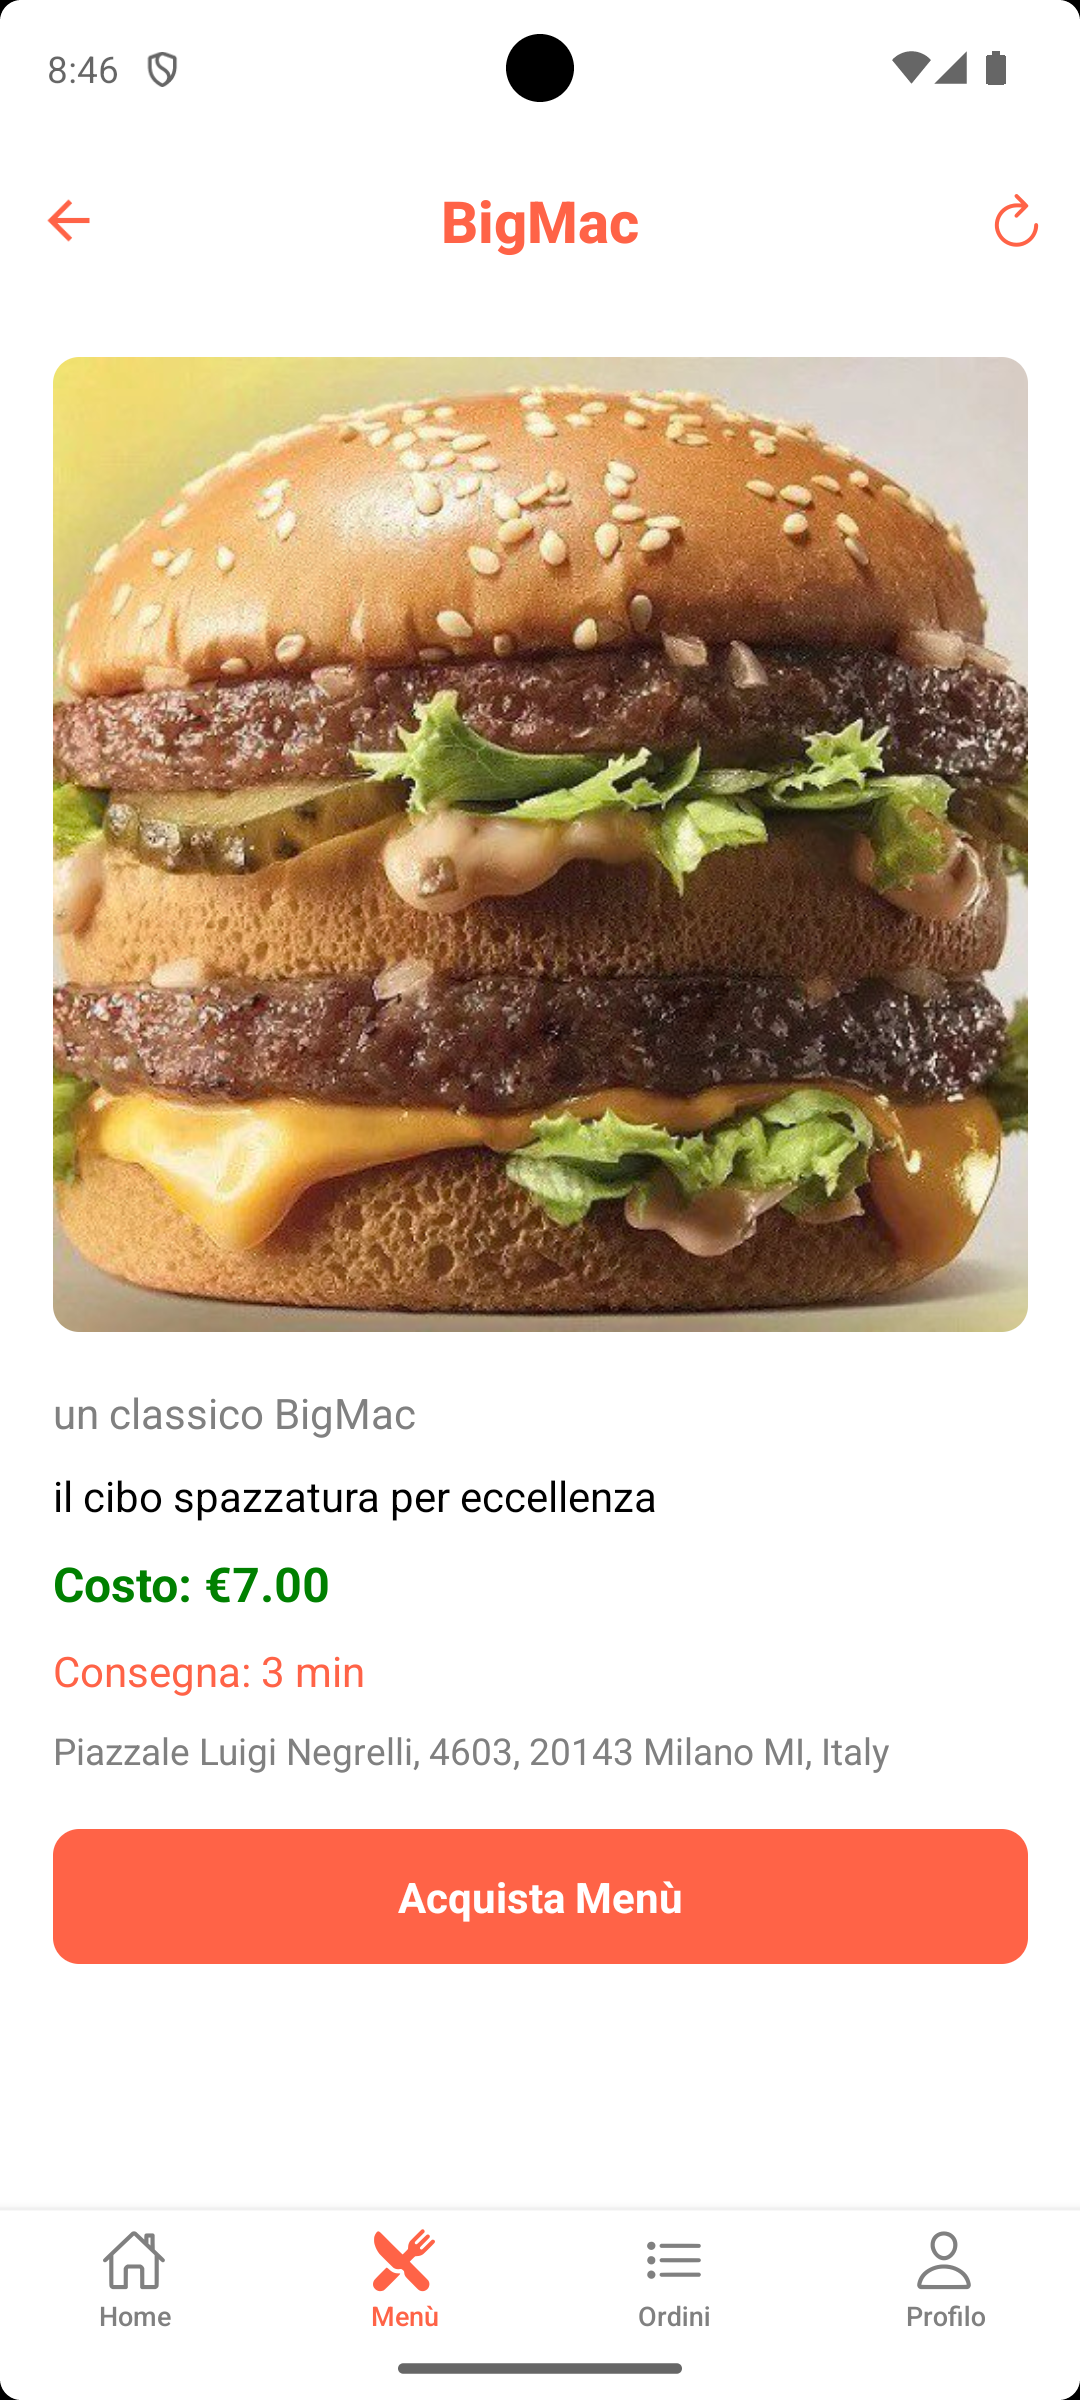 8:46
BigMac
un classico BigMac
il cibo spazzatura per eccellenza
Costo: €7.00
Consegna: 3 min
Piazzale Luigi Negrelli, 4603, 20143 Milano MI, Italy
Acquista Menù
Home
Menù
Ordini
Profilo